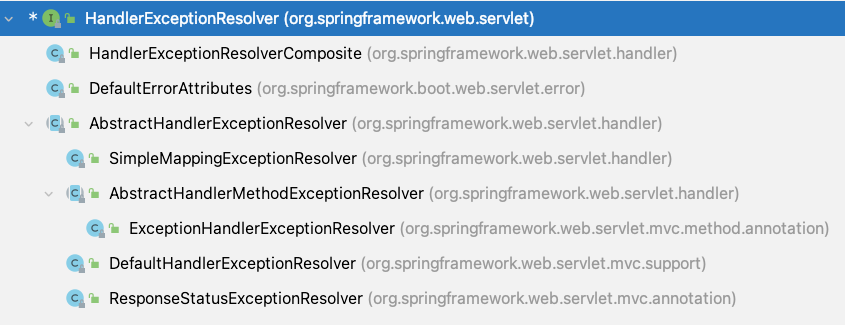 * I HandlerExceptionResolver (org.springframework.web.servlet)
C HandlerExceptionResolverComposite (org.springframework.web.servlet.handler)
C DefaultErrorAttributes (org.springframework.boot.web.servlet.error)
C AbstractHandlerExceptionResolver (org.springframework.web.servlet.handler)
C SimpleMappingExceptionResolver (org.springframework.web.servlet.handler)
C AbstractHandlerMethodExceptionResolver (org.springframework.web.servlet.handler)
C ExceptionHandlerExceptionResolver (org.springframework.web.servlet.mvc.method.annotation)
C DefaultHandlerExceptionResolver (org.springframework.web.servlet.mvc.support)
C ResponseStatusExceptionResolver (org.springframework.web.servlet.mvc.annotation)